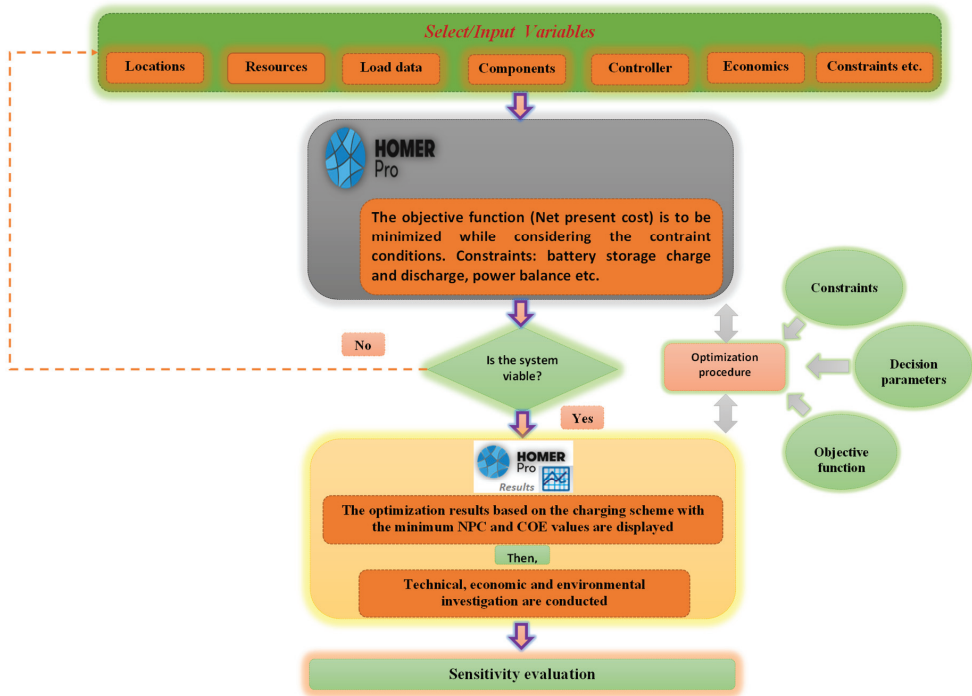 Select/Input Variables
Locations
Resources
Load data
Components
Controller
Economics
Constraints etc.
HOMER
Pro
The objective function (Net present cost) is to be
minimized while considering the contraint
conditions. Constraints: battery storage charge
and discharge, power balance etc.
No
Is the system
viable?
Yes
Optimization
procedure
Constraints
Decision
parameters
Objective
function
HOMER
Pro
Results
The optimization results based on the charging scheme with
the minimum NPC and COE values are displayed
Then,
Technical, economic and environmental
investigation are conducted
Sensitivity evaluation